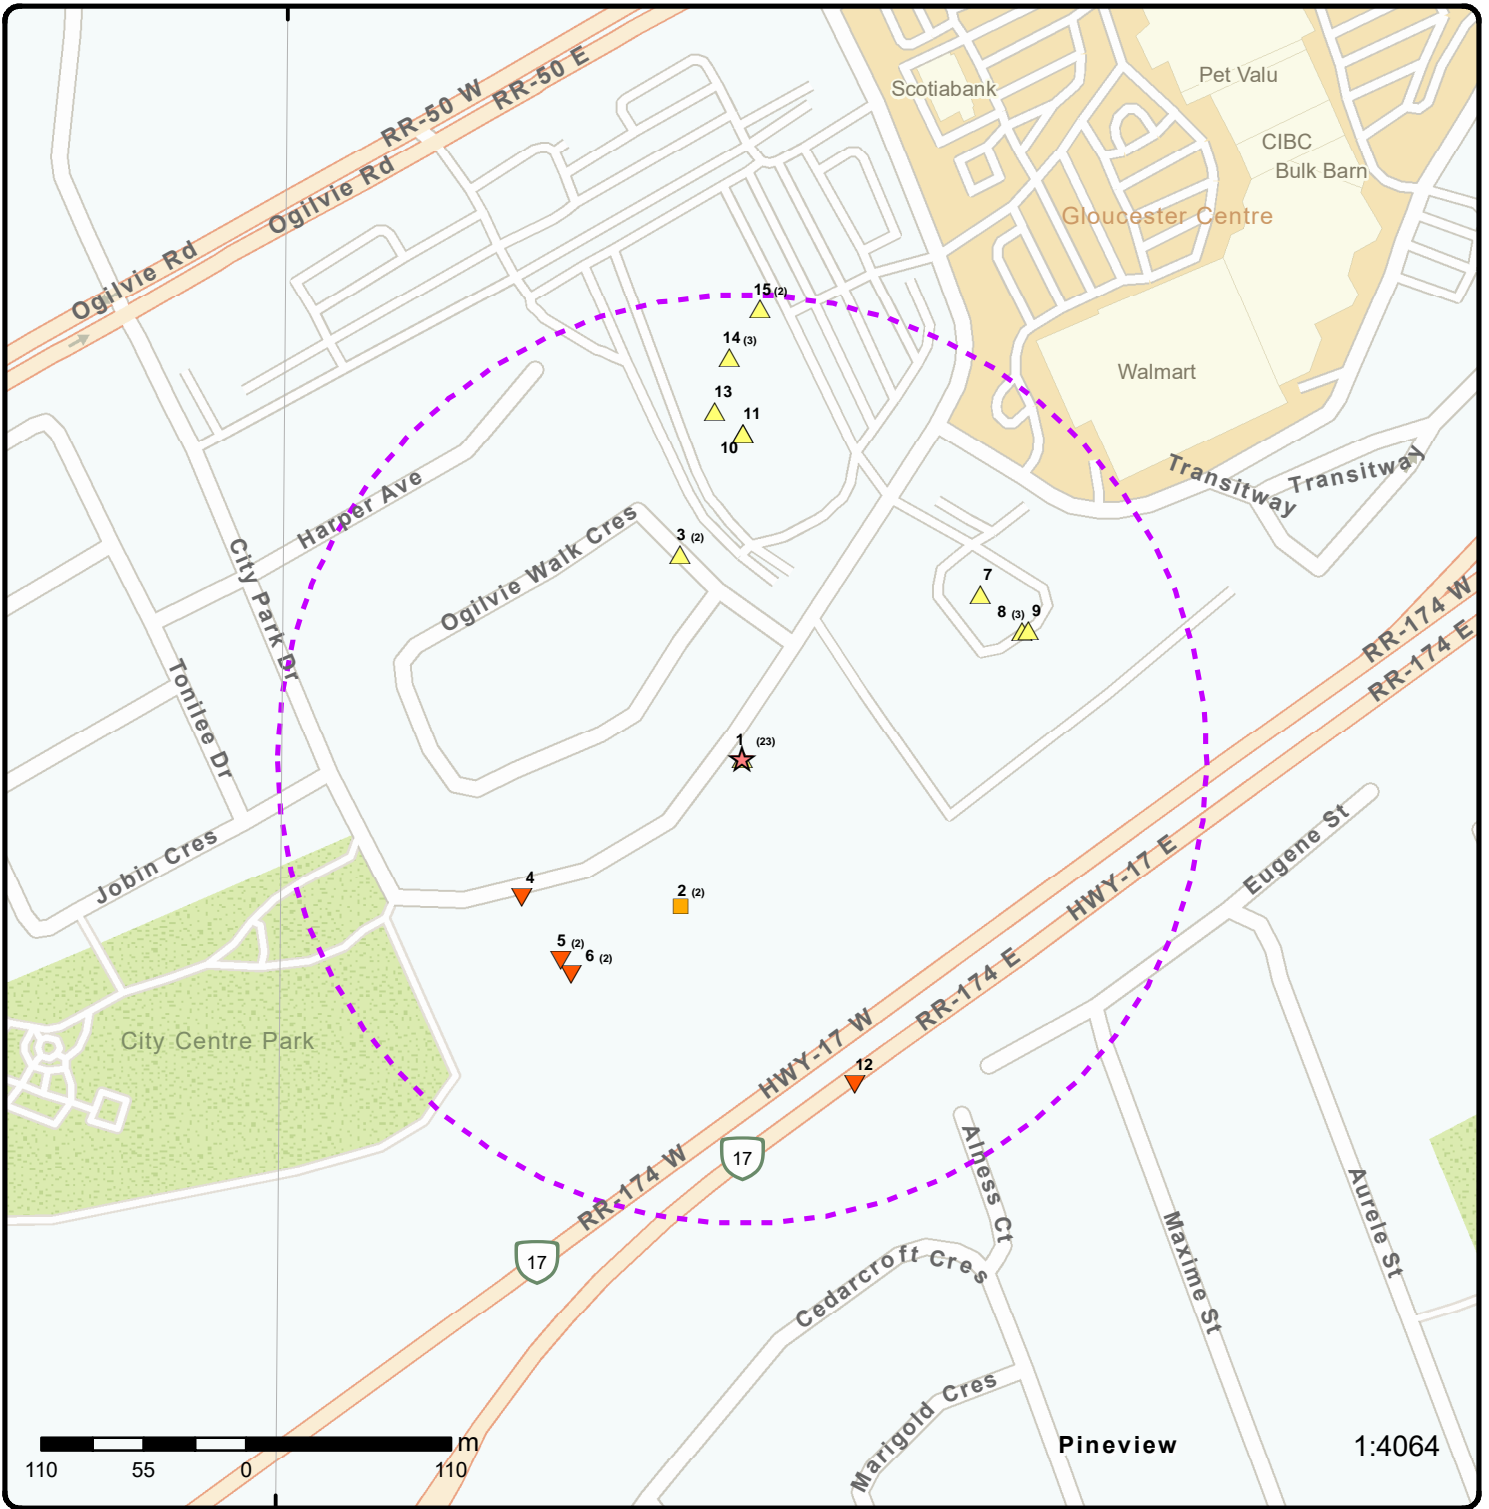 RR-50 W
RR-50 E
Ogilvie Rd
Ogilvie Rd
Scotiabank
Pet Valu
CIBC
Bulk Barn
Gloucester Centre
Walmart
15 (2)
14 (3)
13
11
10
Transitway
Transitway
Harper Ave
City Park Dr
Ogilvie Walk Cres
3 (2)
7
8 (3)
9
RR-174 W
RR-174 E
Tonilee Dr
1 (23)
Jobin Cres
4
2 (2)
5 (2)
6 (2)
HWY-17 E
Eugene St
RR-174 E
HWY-17 W
City Centre Park
12
17
RR-174 W
17
Alness Ct
Cedarcroft Cres
Maxime St
Aurele St
Marigold Cres
Pineview
1:4064
m
110
55
0
110